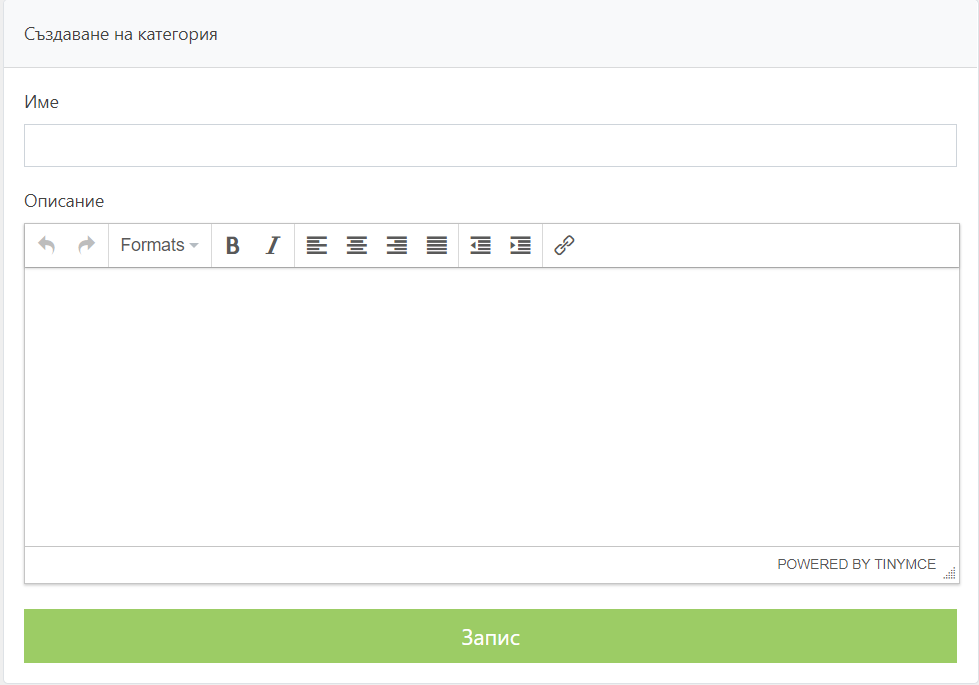 Създаване на категория
Име
Описание
Formats B I
POWERED BY TINYMCE
Запис